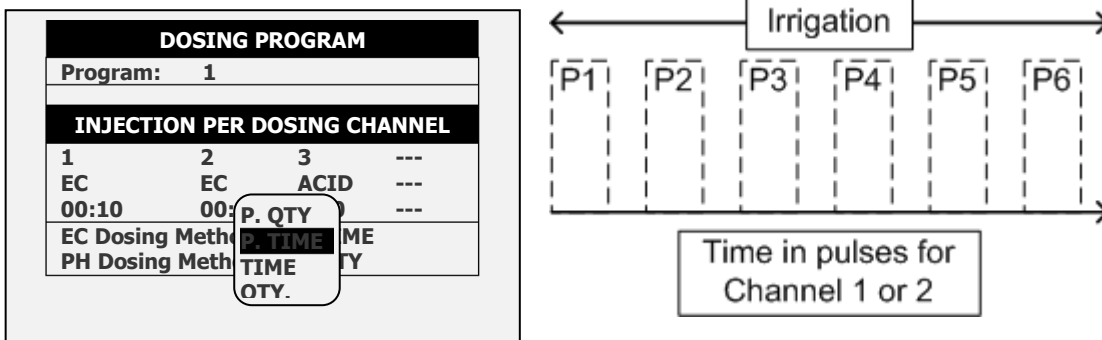 DOSING PROGRAM
Program: 1
INJECTION PER DOSING CHANNEL
1 2 3 ---
EC EC ACID ---
00:10 00: ---
EC Dosing Meth ME
PH Dosing Meth TY
P. QTY
P. TIME
TIME
QTY.
Irrigation
P1 P2 P3 P4 P5 P6
Time in pulses for
Channel 1 or 2